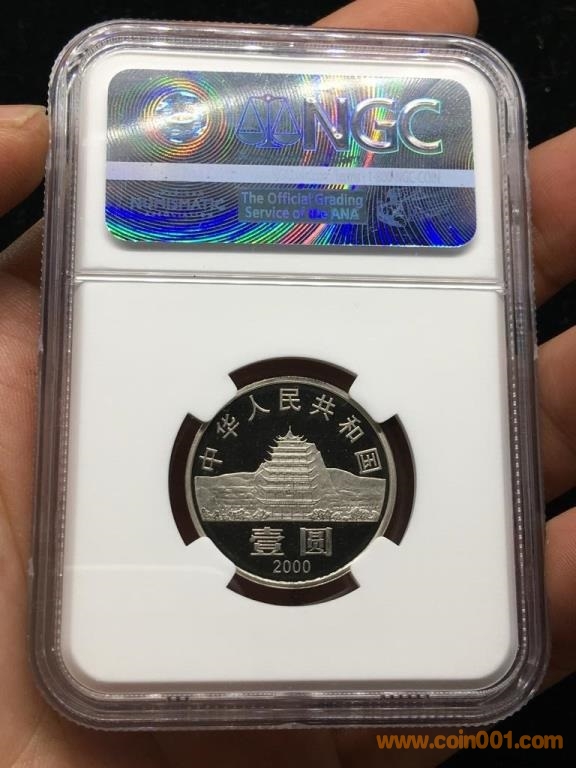 NGC
NUMISMATIC
The Official Grading
Service of the ANA
中华人民共和国
壹圆
2000
www.coin001.com